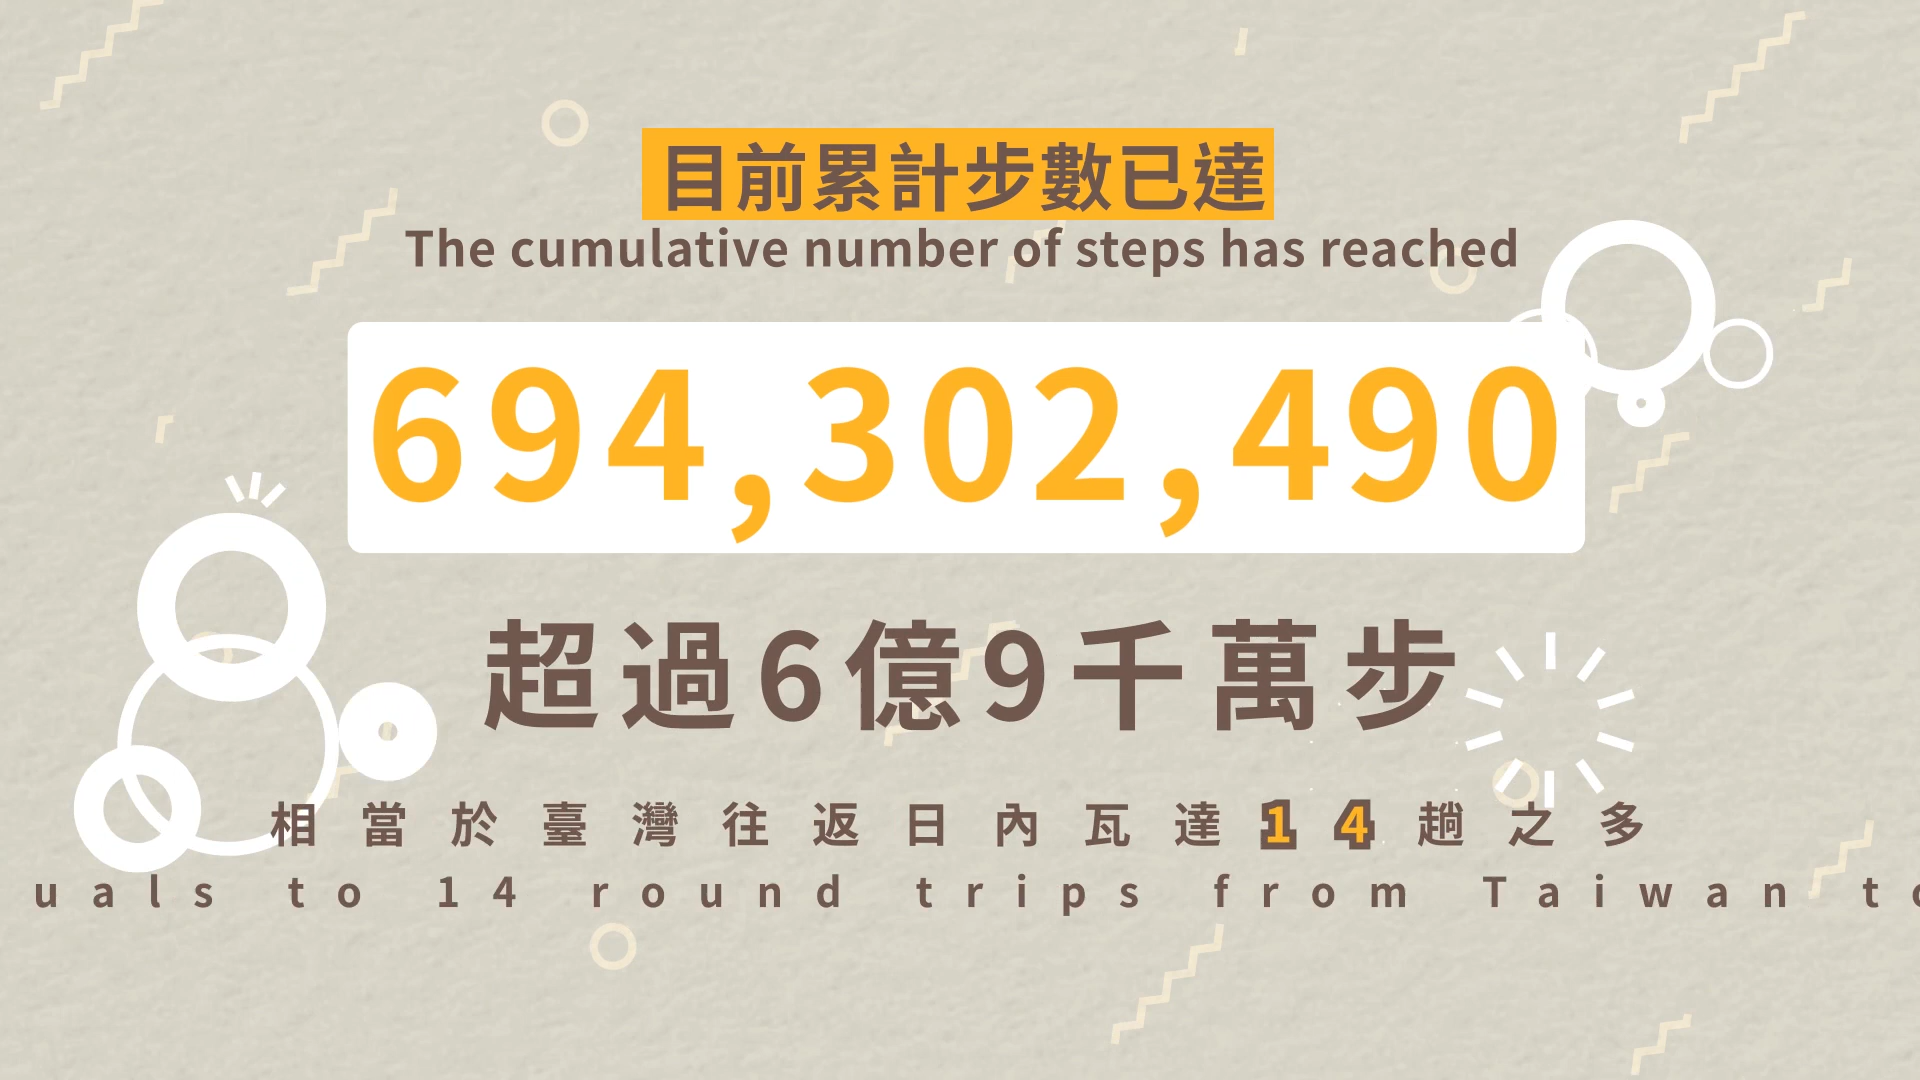 目前累計步數已達
The cumulative number of steps has reached
694,302,490
超過6億9千萬步
相當於臺灣往返日內瓦達14趟之多
uals to 14 round trips from Taiwan to